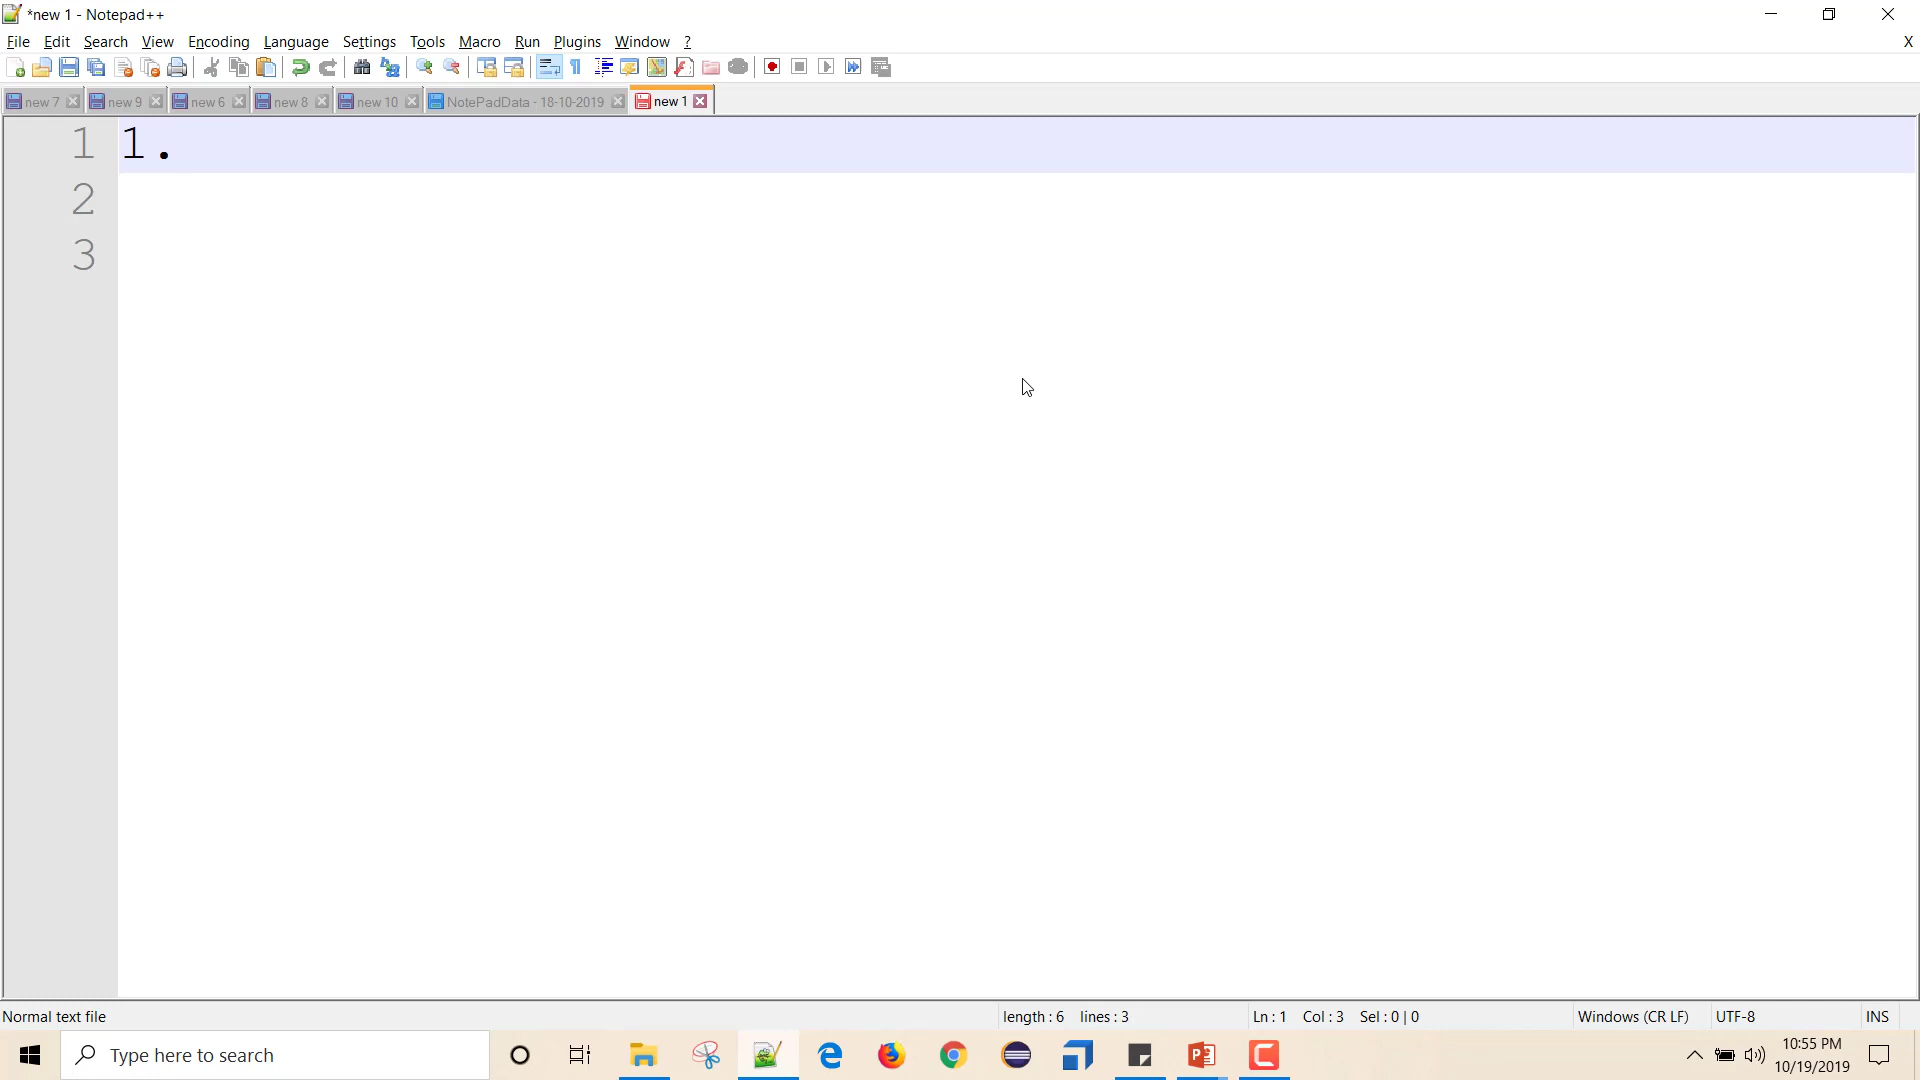 *new 1 - Notepad++
File Edit Search View Encoding Language Settings Tools Macro Run Plugins Window ? X
new 7 new 9 new 6 new 8 new 10 NotePadData - 18-10-2019 new 1
1 1.
2
3
Normal text file length : 6 lines : 3 Ln : 1 Col : 3 Sel : 0 | 0 Windows (CR LF) UTF-8 INS
Type here to search
10:55 PM
10/19/2019